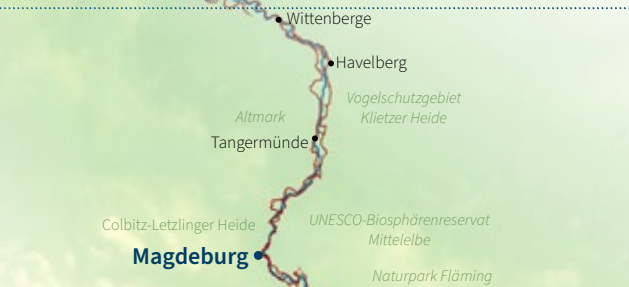 Wittenberge
Havelberg
Vogelschutzgebiet
Klietzer Heide
Altmark
Tangermünde
UNESCO-Biosphärenreservat
Mittelelbe
Colbitz-Letzlinger Heide
Magdeburg
Naturpark Fläming